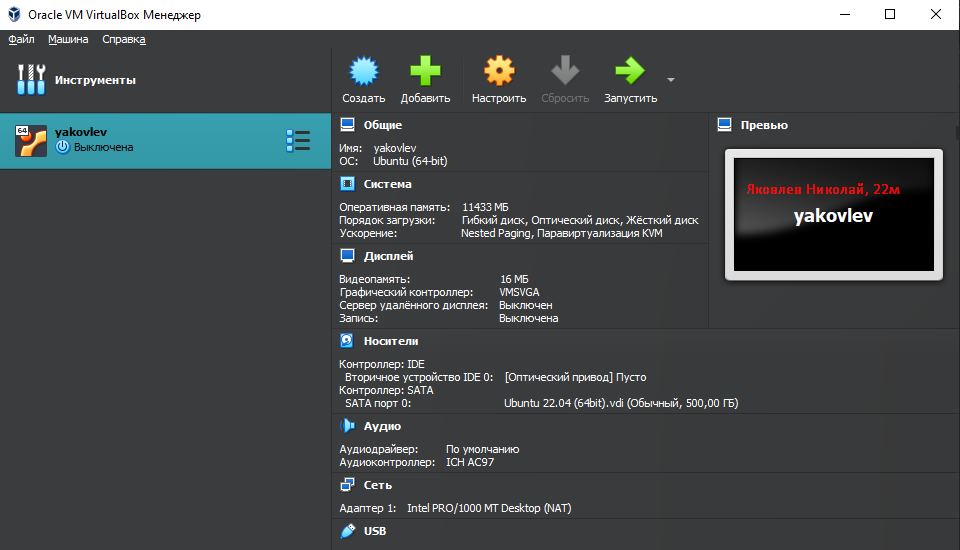 Oracle VM VirtualBox Менеджер
Файл Машина Справка
Инструменты
Создать Добавить Настроить Сбросить Запустить
64
yakovlev
Выключена
Общие
Имя: yakovlev
ОС: Ubuntu (64-bit)
Превью
Яковлев Николай, 22м
yakovlev
Система
Оперативная память: 11433 МБ
Порядок загрузки: Гибкий диск, Оптический диск, Жёсткий диск
Ускорение: Nested Paging, Паравиртуализация KVM
Дисплей
Видеопамять: 16 МБ
Графический контроллер: VMSVGA
Сервер удалённого дисплея: Выключен
Запись: Выключена
Носители
Контроллер: IDE
Вторичное устройство IDE 0: [Оптический привод] Пусто
Контроллер: SATA
SATA порт 0: Ubuntu 22.04 (64bit).vdi (Обычный, 500,00 ГБ)
Аудио
Аудиодрайвер: По умолчанию
Аудиоконтроллер: ICH AC97
Сеть
Адаптер 1: Intel PRO/1000 MT Desktop (NAT)
USB